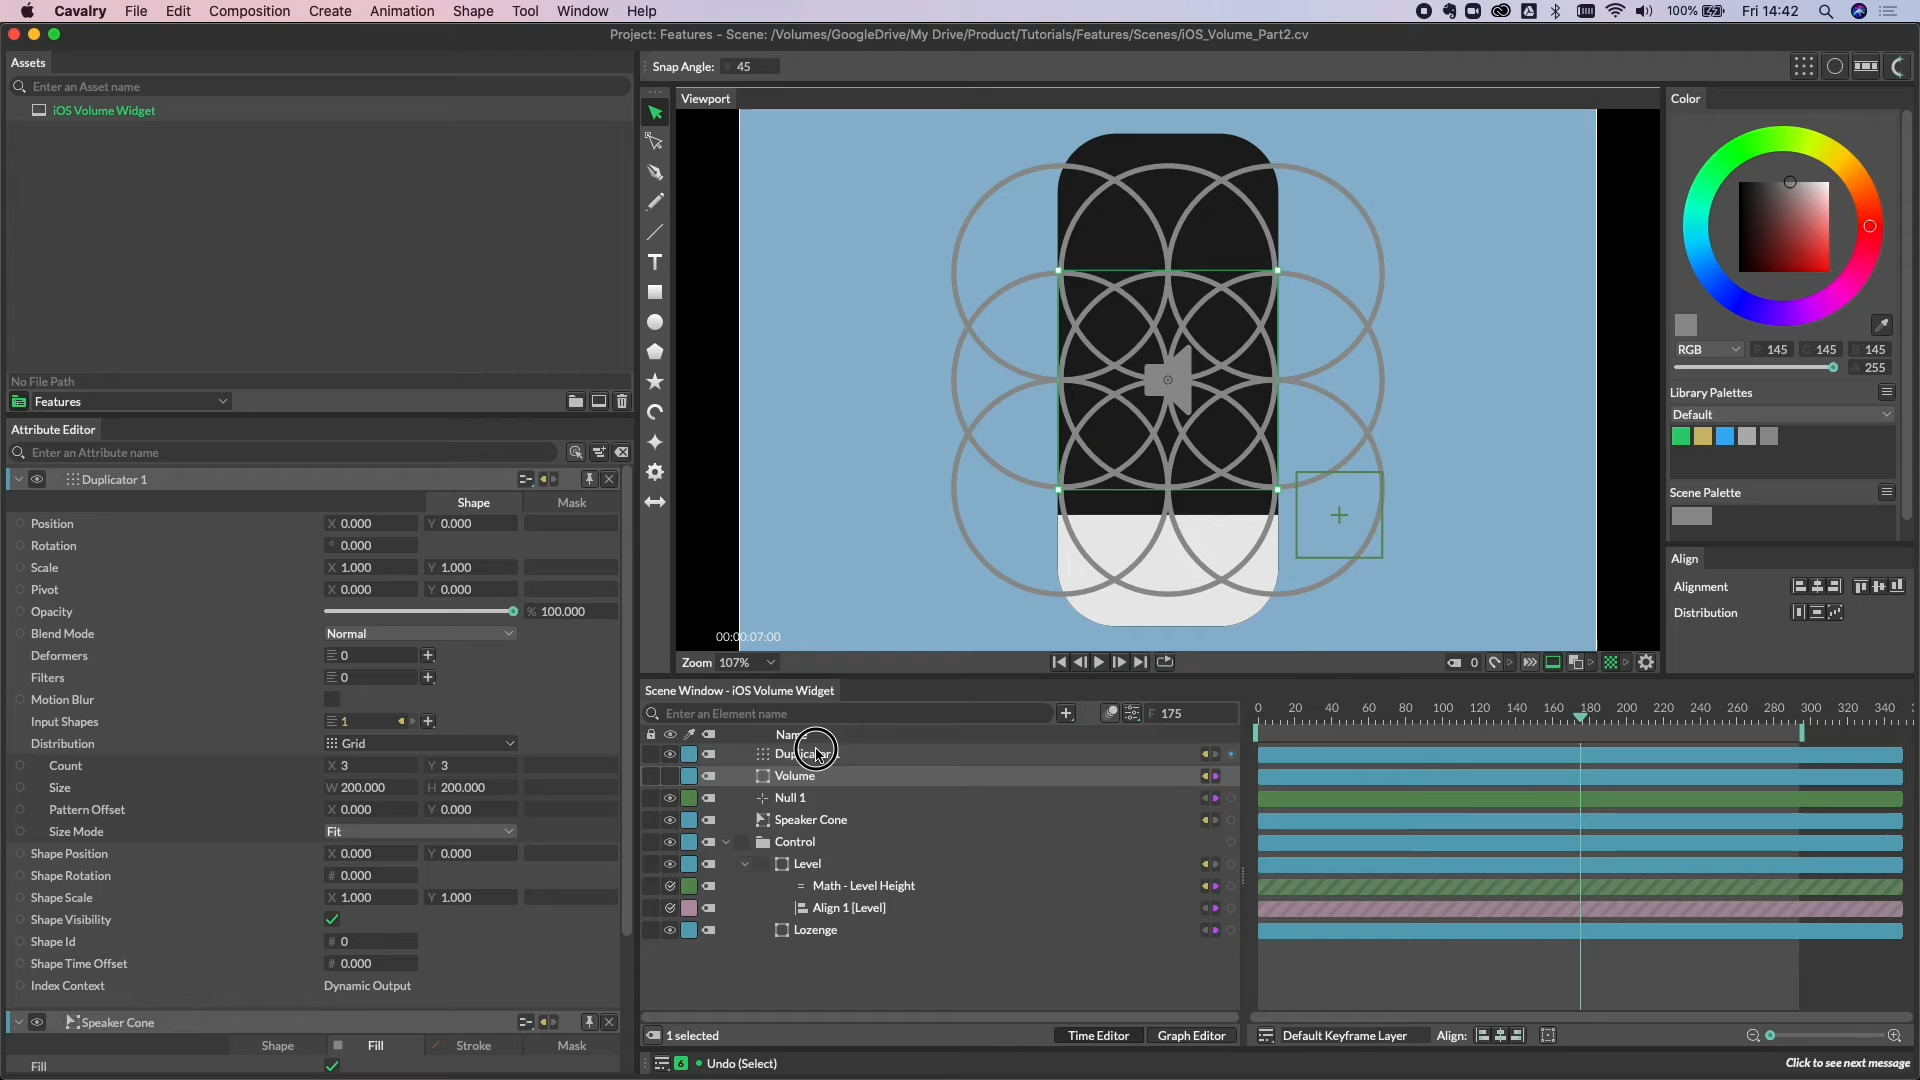 Cavalry File Edit Composition Create Animation Shape Tool Window Help 100% Fri 14:42
Project: Features - Scene: /Volumes/GoogleDrive/My Drive/Product/Tutorials/Features/Scenes/iOS_Volume_Part2.cv
Assets
Enter an Asset name
iOS Volume Widget
No File Path
Features
Snap Angle: 45
Viewport
00:00:07:00
Zoom 107% 0
Color
RGB R 145 G 145 B 145
A 255
Library Palettes
Default
Scene Palette
Align
Alignment
Distribution
Attribute Editor
Enter an Attribute name
Duplicator 1
Shape Mask
Position X 0.000 Y 0.000
Rotation ° 0.000
Scale X 1.000 Y 1.000
Pivot X 0.000 Y 0.000
Opacity % 100.000
Blend Mode Normal
Deformers 0 +
Filters 0 +
Motion Blur
Input Shapes 1 +
Distribution Grid
Count X 3 Y 3
Size W 200.000 H 200.000
Pattern Offset X 0.000 Y 0.000
Size Mode Fit
Shape Position X 0.000 Y 0.000
Shape Rotation # 0.000
Shape Scale X 1.000 Y 1.000
Shape Visibility
Shape Id # 0
Shape Time Offset # 0.000
Index Context Dynamic Output
Speaker Cone
Shape Fill Stroke Mask
Fill
Scene Window - iOS Volume Widget
Enter an Element name + F 175
0 20 40 60 80 100 120 140 160 180 200 220 240 260 280 300 320 340
Volume
Null 1
Speaker Cone
Control
Level
Math - Level Height
Align 1 [Level]
Lozenge
1 selected Time Editor Graph Editor Default Keyframe Layer Align:
6 Undo (Select) Click to see next message